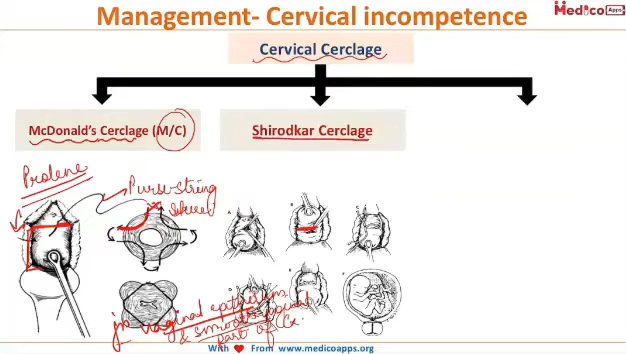 Management- Cervical incompetence
Medico Apps
Cervical Cerclage
McDonald's Cerclage (M/C)
Shirodkar Cerclage
Prolene
Purse-string
A
B
C
D
E
F
vaginal epithelium
& smooth vaginal
part of Cx.
With ❤ From www.medicoapps.org